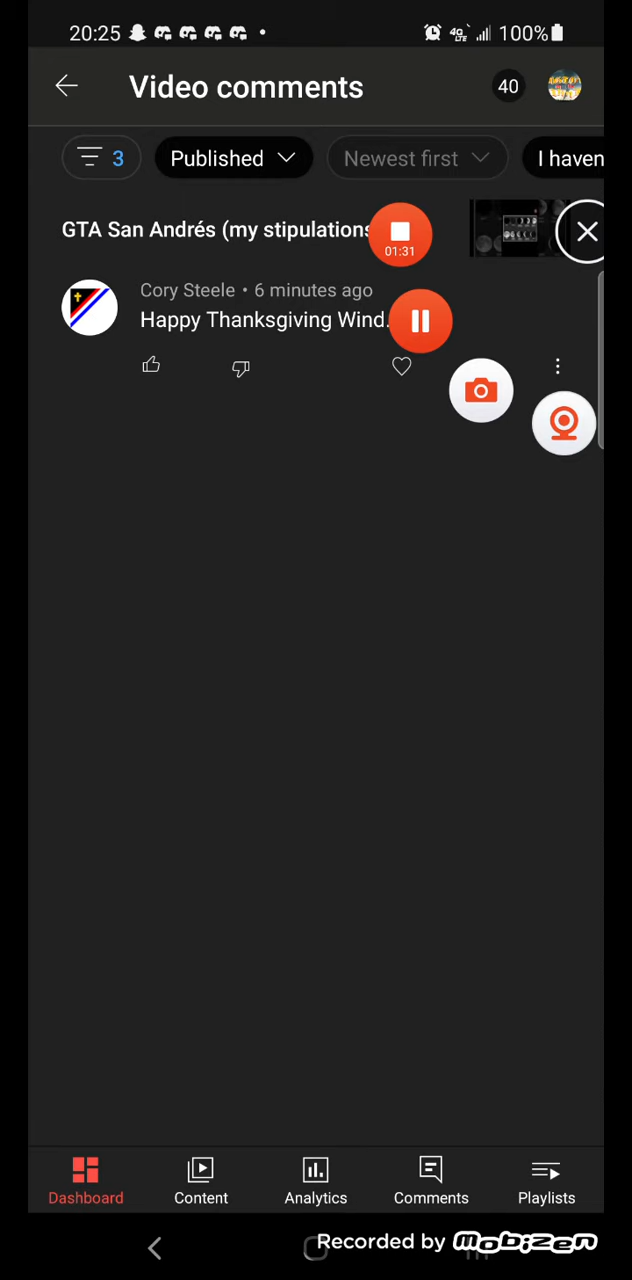 20:25 100%
Video comments 40
3 Published Newest first I haven
GTA San Andrés (my stipulations
01:31
Cory Steele • 6 minutes ago
Happy Thanksgiving Wind.
Dashboard Content Analytics Comments Playlists
Recorded by mobizen